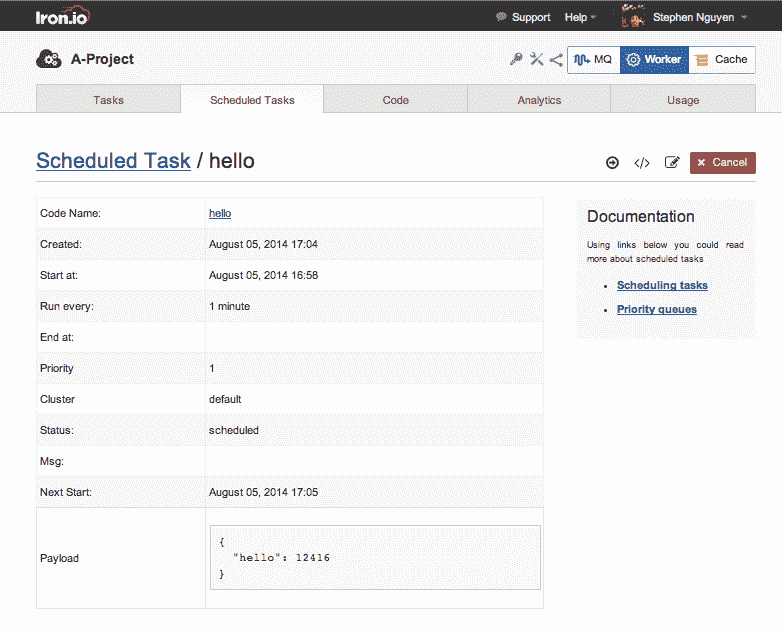 Iron.io
Support Help Stephen Nguyen
A-Project
MQ Worker Cache
Tasks Scheduled Tasks Code Analytics Usage
Scheduled Task / hello
</> × Cancel
Code Name: hello
Created: August 05, 2014 17:04
Start at: August 05, 2014 16:58
Run every: 1 minute
End at:
Priority 1
Cluster default
Status: scheduled
Msg:
Next Start: August 05, 2014 17:05
Payload
{
"hello": 12416
}
Documentation
Using links below you could read
more about scheduled tasks
• Scheduling tasks
• Priority queues